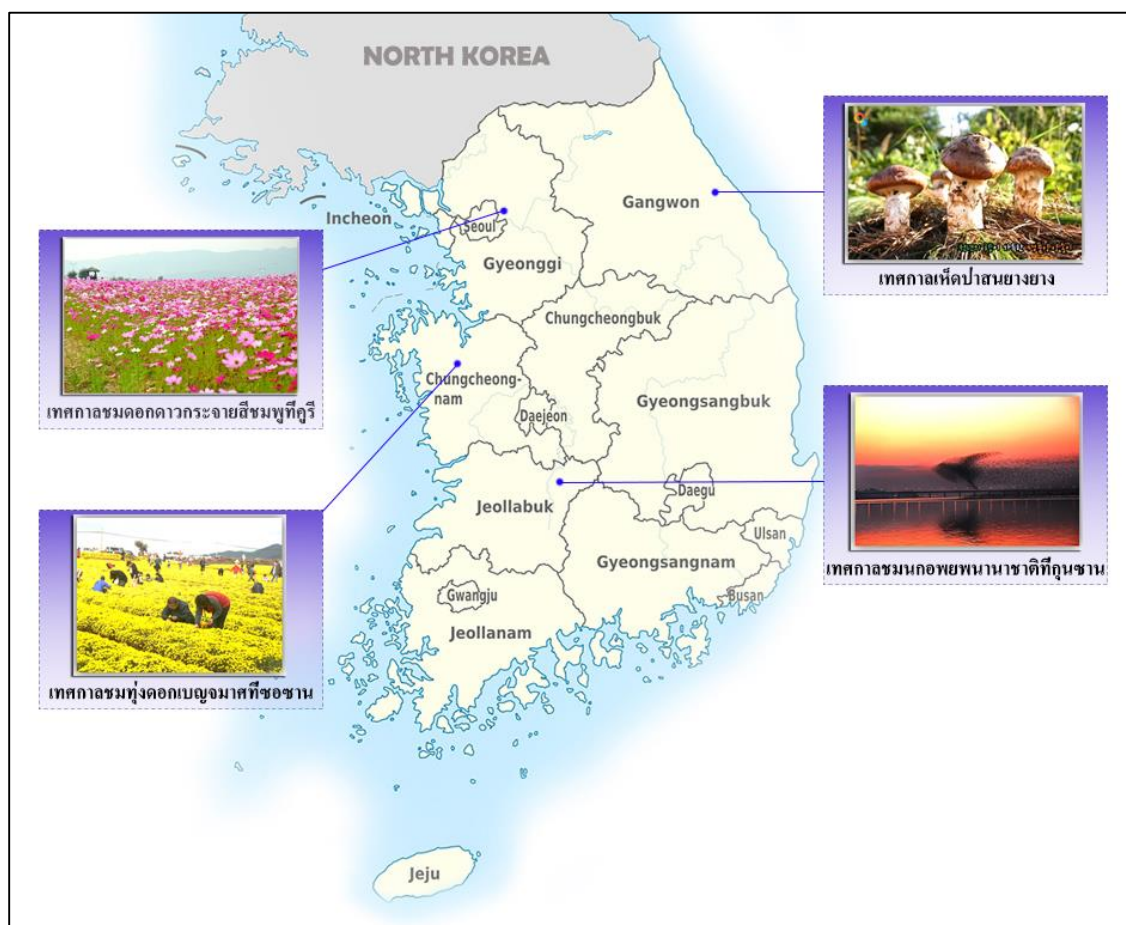 NORTH KOREA
Incheon
Seoul
Gyeonggi
Gangwon
เทศกาลเห็ดป่าสนยางยาง
เทศกาลชมดอกดาวกระจายสีชมพูที่คูรี
Chungcheongbuk
Chungcheong-
nam
Daejeon
Gyeongsangbuk
เทศกาลชมนกอพยพนานาชาติที่กุนซาน
Jeollabuk
Daegu
Ulsan
Gyeongsangnam
Busan
เทศกาลชมทุ่งดอกเบญจมาศที่ซอซาน
Gwangju
Jeollanam
Jeju